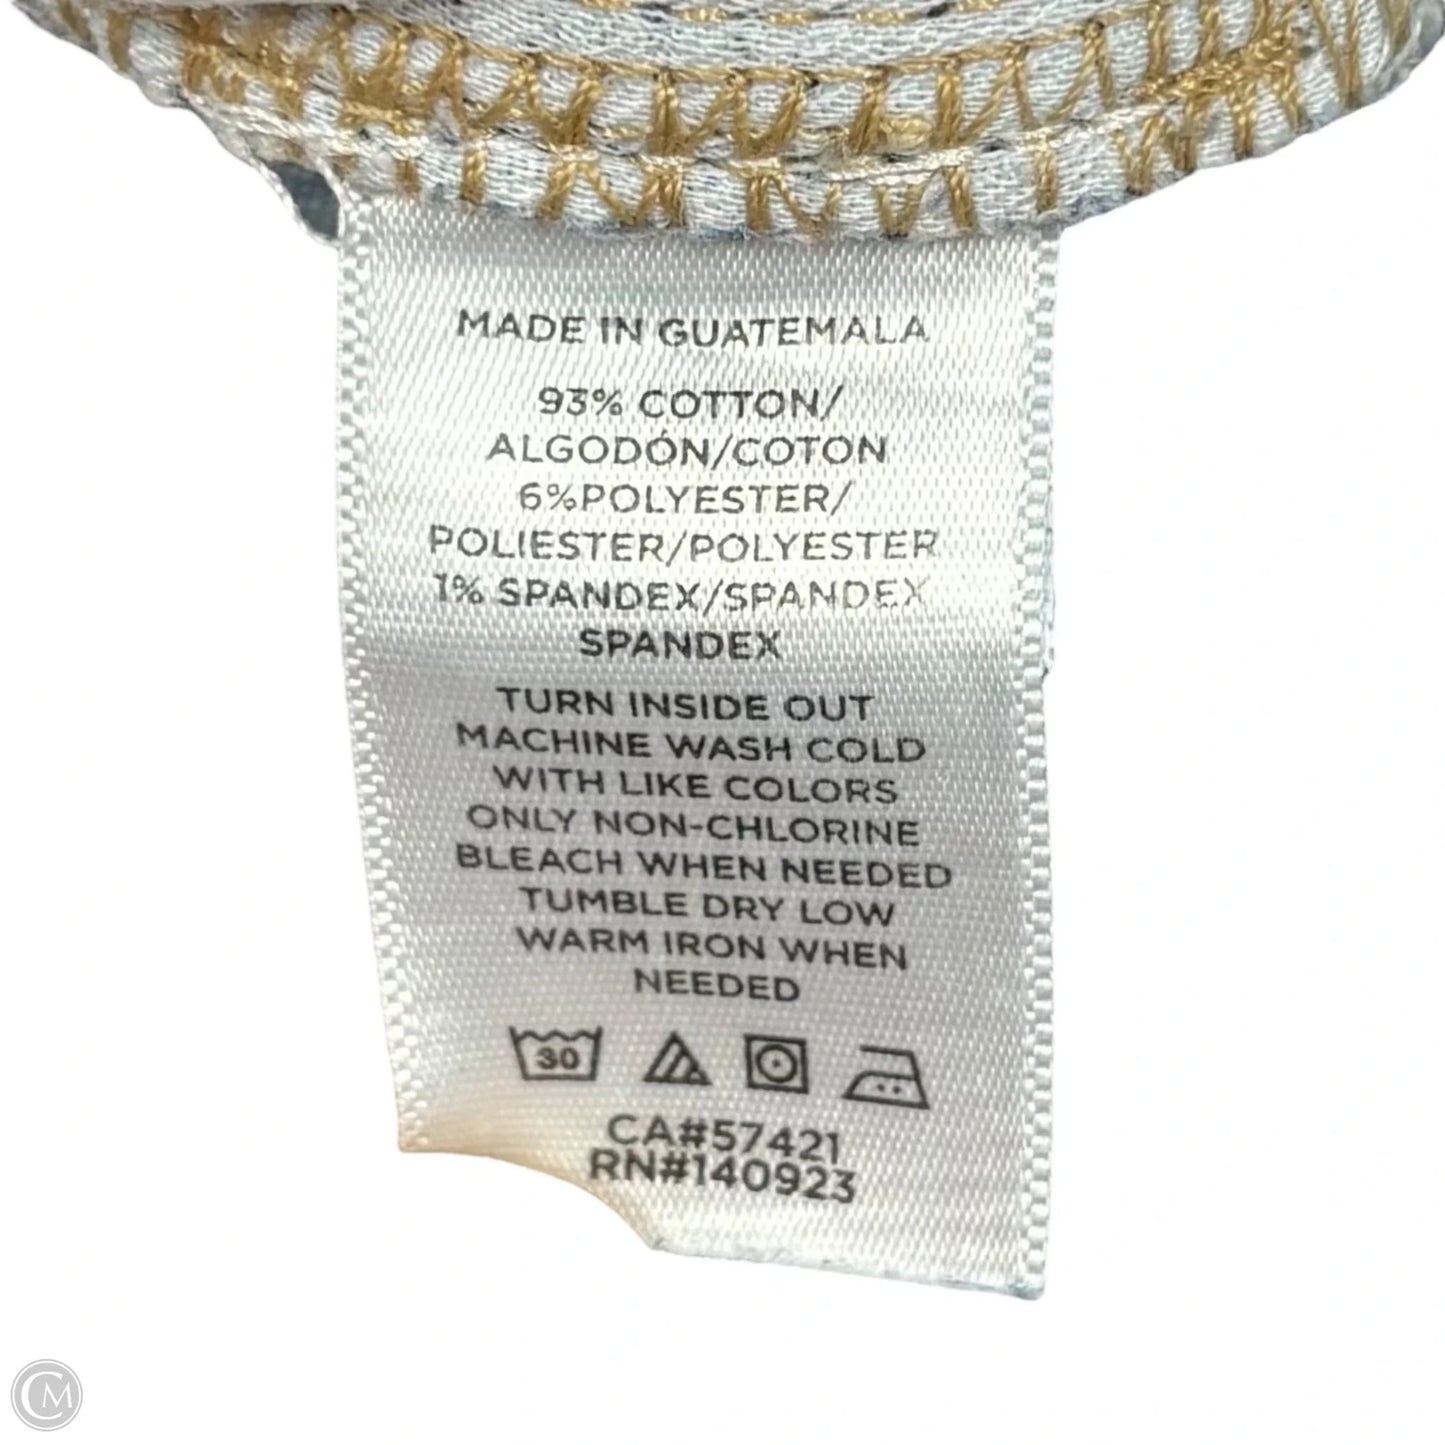 MADE IN GUATEMALA
93% COTTON/
ALGODÓN/COTON
6%POLYESTER/
POLIESTER/POLYESTER
1% SPANDEX/SPANDEX
SPANDEX
TURN INSIDE OUT
MACHINE WASH COLD
WITH LIKE COLORS
ONLY NON-CHLORINE
BLEACH WHEN NEEDED
TUMBLE DRY LOW
WARM IRON WHEN
NEEDED
30
CA#57421
RN#140923
CM